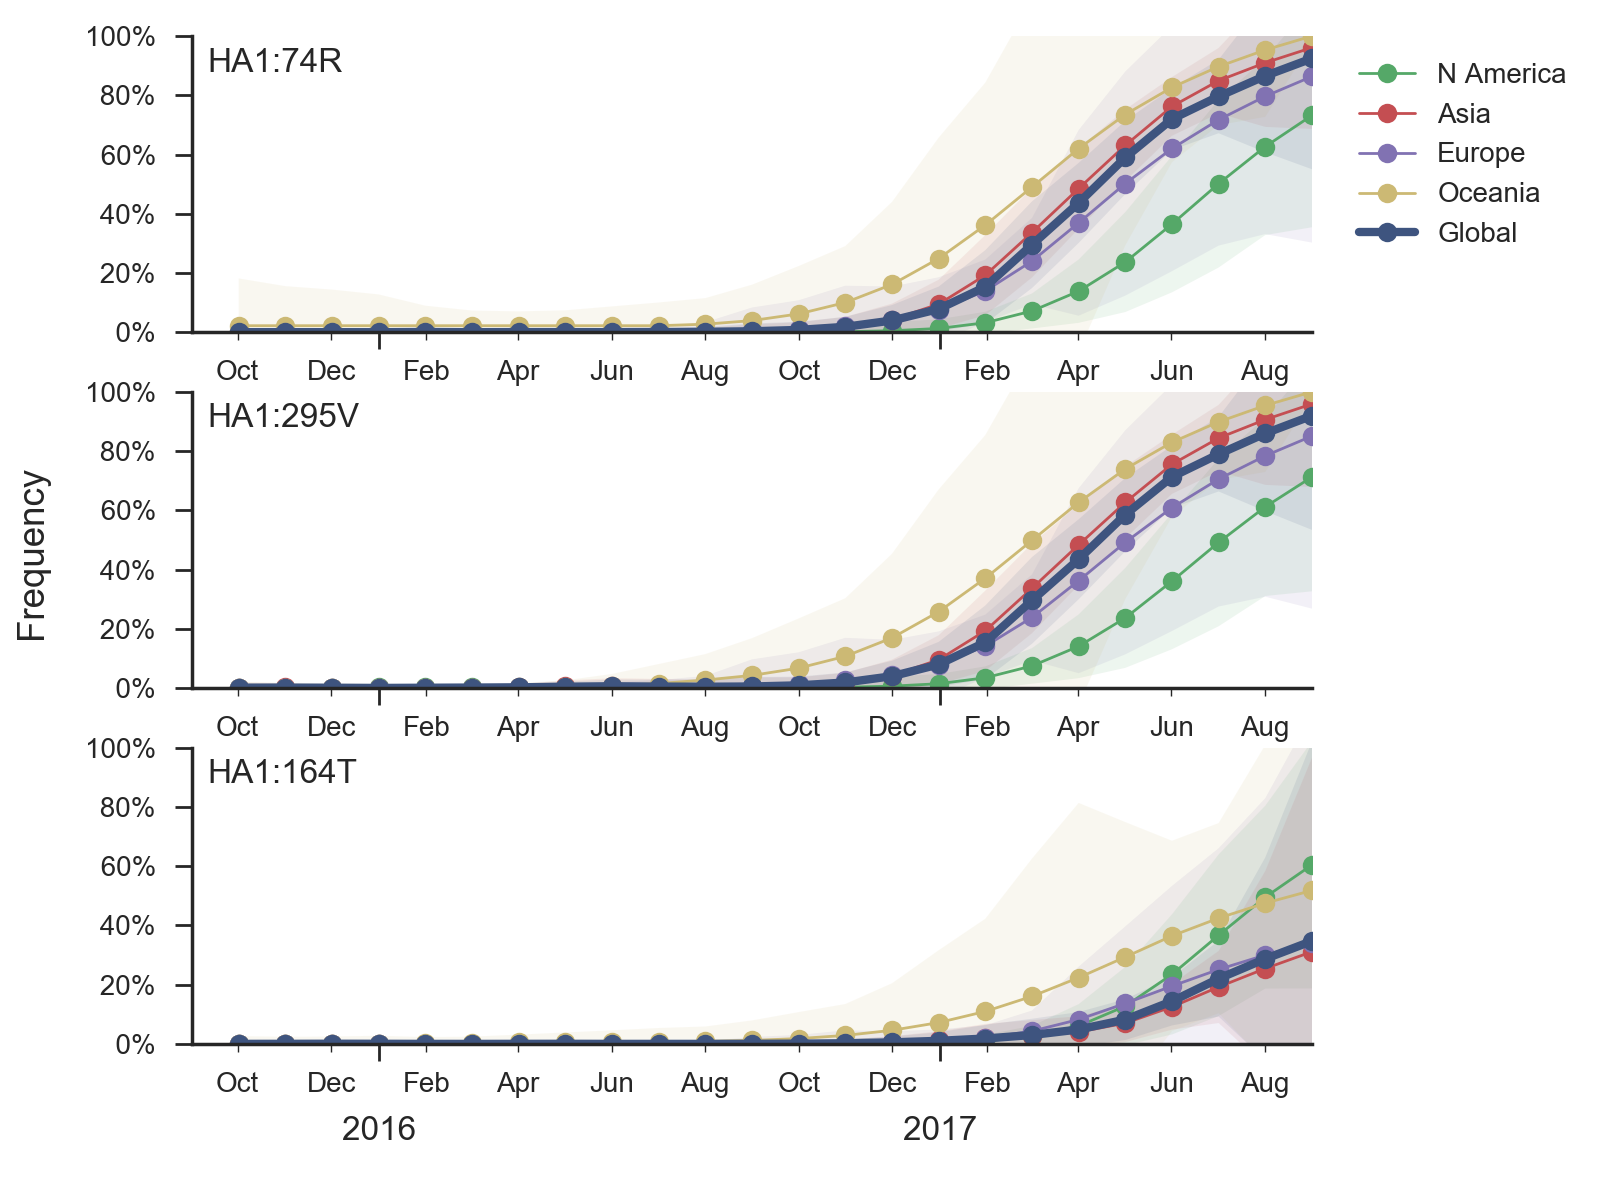 100%
HA1:74R
80%
60%
40%
20%
0%
Oct Dec Feb Apr Jun Aug Oct Dec Feb Apr Jun Aug
N America
Asia
Europe
Oceania
Global
Frequency
100%
HA1:295V
80%
60%
40%
20%
0%
Oct Dec Feb Apr Jun Aug Oct Dec Feb Apr Jun Aug
100%
HA1:164T
80%
60%
40%
20%
0%
Oct Dec Feb Apr Jun Aug Oct Dec Feb Apr Jun Aug
2016 2017